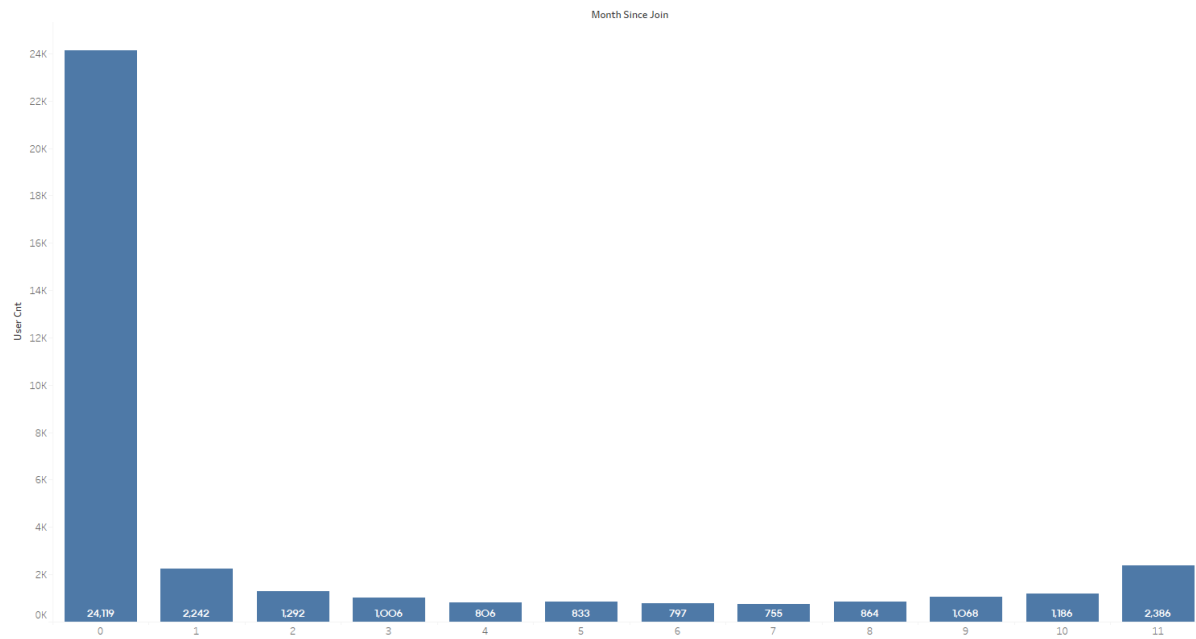 Month Since Join
24K
22K
20K
18K
16K
14K
User Cnt
12K
10K
8K
6K
4K
2K
0K
24,119 2,242 1,292 1,006 806 833 797 755 864 1,068 1,186 2,386
0 1 2 3 4 5 6 7 8 9 10 11